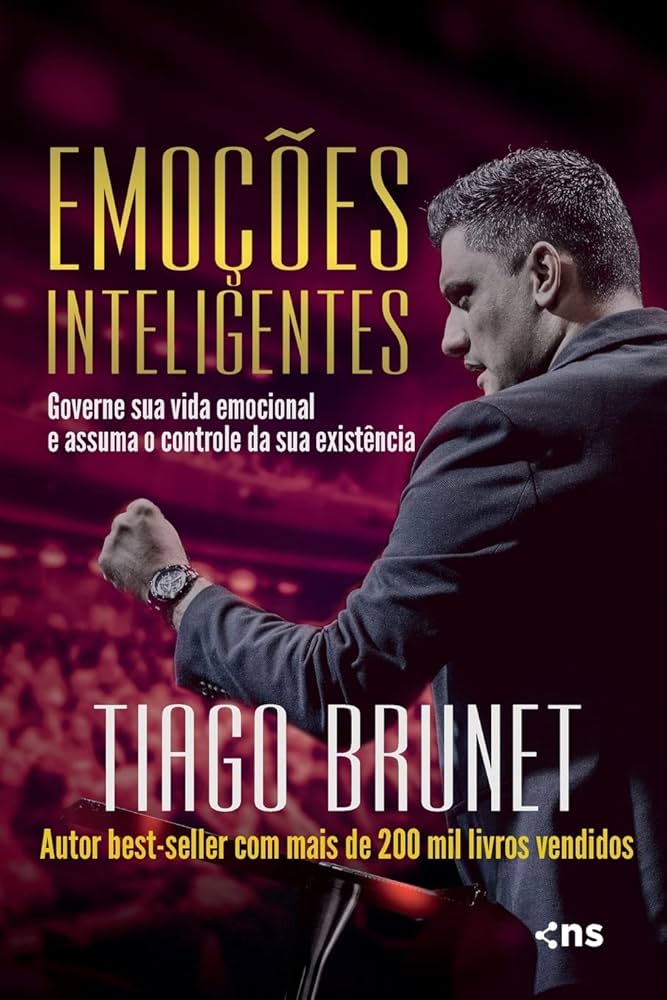 EMOÇÕES
INTELIGENTES
Governe sua vida emocional
e assuma o controle da sua existência
TIAGO BRUNET
Autor best-seller com mais de 200 mil livros vendidos
ns